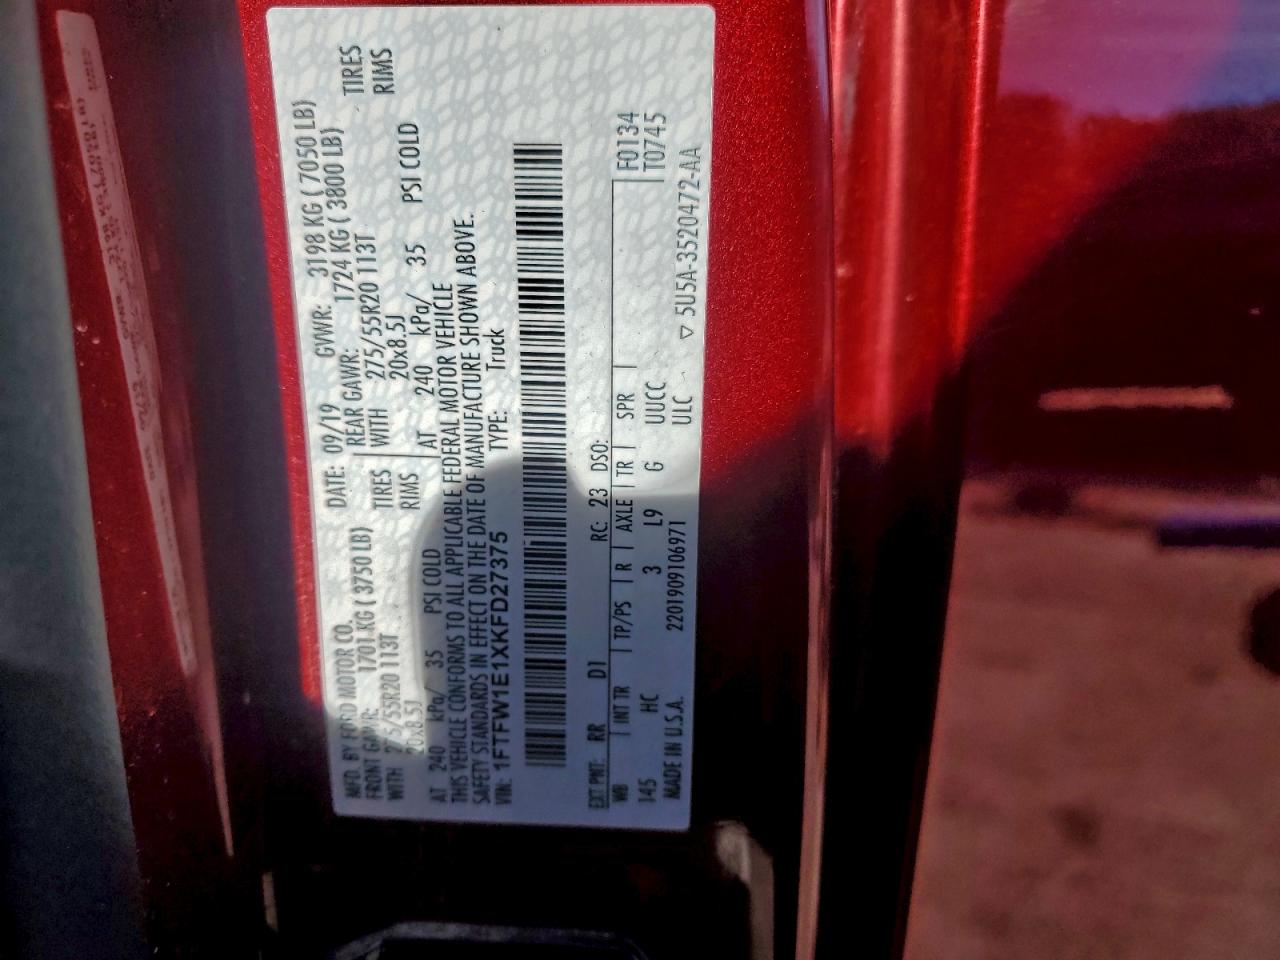 MFD. BY FORD MOTOR CO.
DATE: 09/19 GVWR: 3198 KG ( 7050 LB)
FRONT GAWR: 1701 KG ( 3750 LB) REAR GAWR: 1724 KG ( 3800 LB)
WITH 275/55R20 113T TIRES WITH 275/55R20 113T TIRES
20x8.5J RIMS 20x8.5J RIMS
AT 240 kPa/ 35 PSI COLD AT 240 kPa/ 35 PSI COLD
THIS VEHICLE CONFORMS TO ALL APPLICABLE FEDERAL MOTOR VEHICLE
SAFETY STANDARDS IN EFFECT ON THE DATE OF MANUFACTURE SHOWN ABOVE.
VIN: 1FTFW1E1XKFD27375 TYPE: Truck
EXT PNT: RR D1 RC: 23 DSO:
WB INT TR TP/PS R AXLE TR SPR F0134
145 HC 3 L9 G UUCC T0745
MADE IN U.S.A. 2201909106971 ULC ▽ 5U5A-3520472-AA